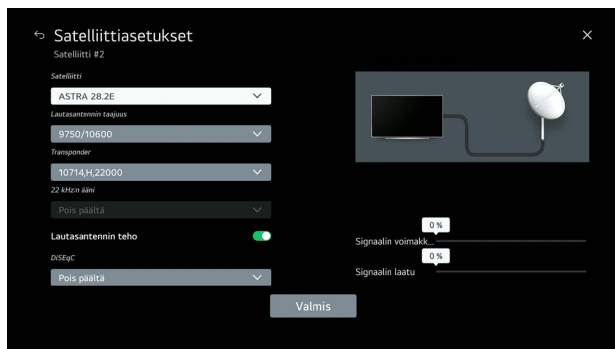 Satelliittiasetukset
Satelliitti #2
Satelliitti
ASTRA 28.2E
Lautasantennin taajuus
9750/10600
Transponder
10714,H,22000
22 kHz:n ääni
Pois päältä
Lautasantennin teho
DiSEqC
Pois päältä
0 %
Signaalin voimakk...
0 %
Signaalin laatu
Valmis